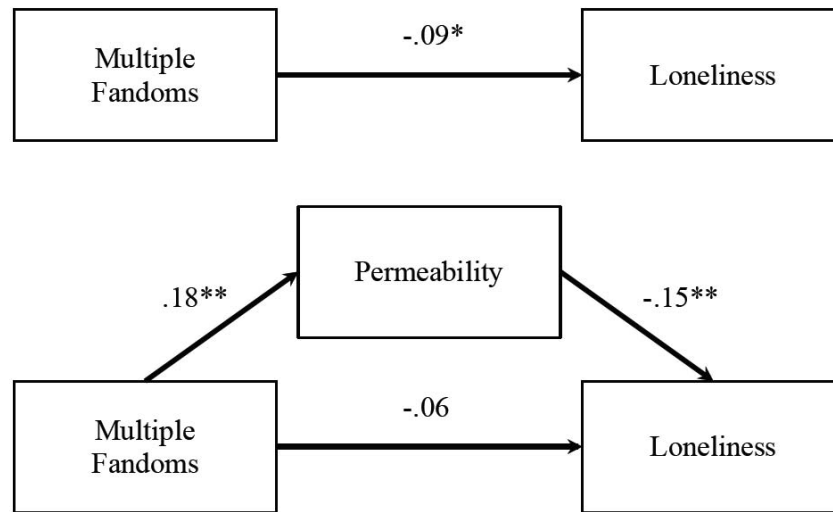 -.09*
Multiple
Fandoms
Loneliness
Permeability
.18**
-.15**
-.06
Multiple
Fandoms
Loneliness